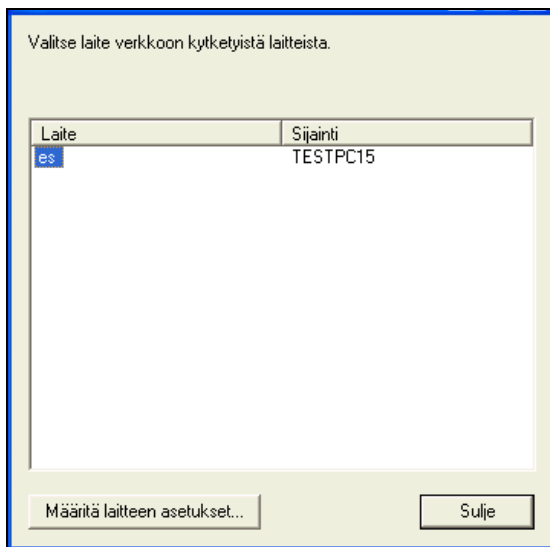 Valitse laite verkkoon kytketyistä laitteista.
Laite Sijainti
es TESTPC15
Määritä laitteen asetukset... Sulje